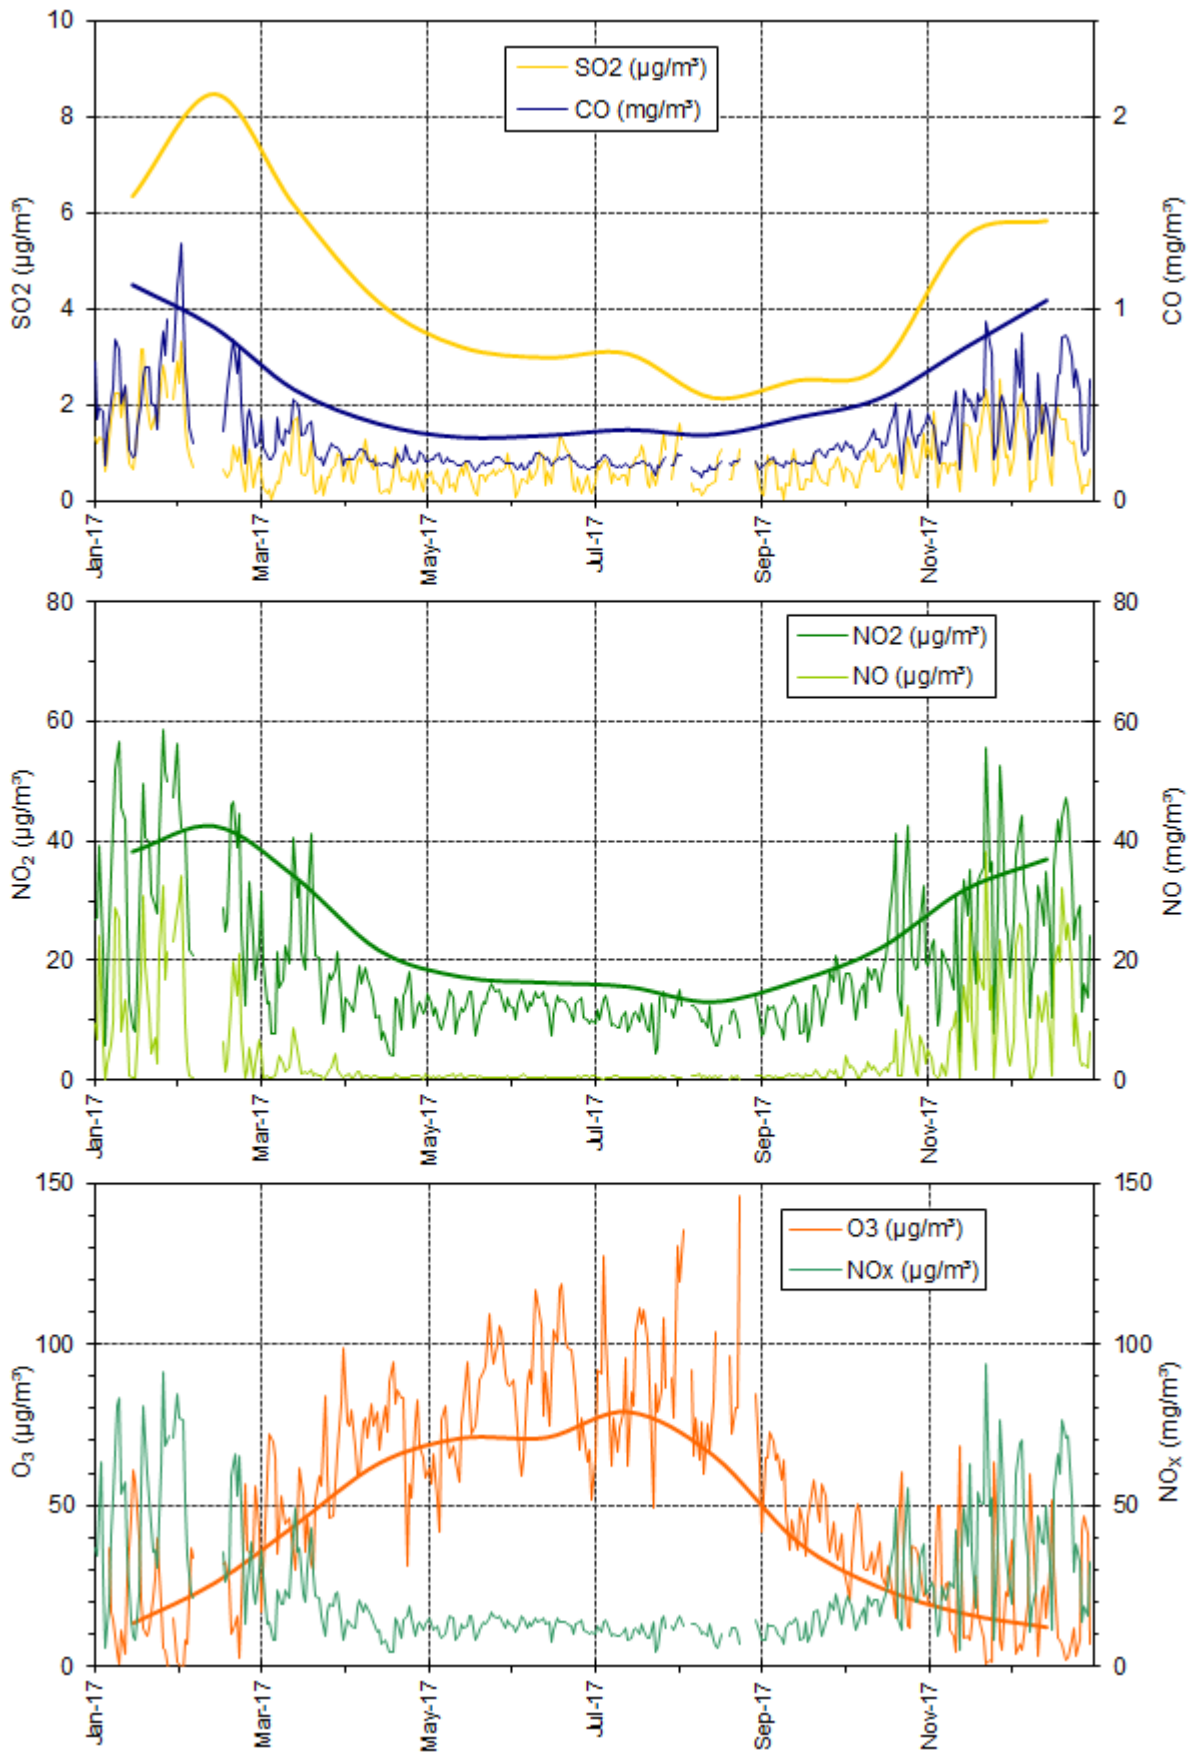 10
8
6
4
2
0
2
1
0
SO2 (µg/m³)
CO (mg/m³)
SO2 (µg/m³)
CO (mg/m³)
Jan-17
Mar-17
May-17
Jul-17
Sep-17
Nov-17
80
60
40
20
0
80
60
40
20
0
NO2 (µg/m³)
NO (µg/m³)
NO₂ (µg/m³)
NO (mg/m³)
Jan-17
Mar-17
May-17
Jul-17
Sep-17
Nov-17
150
100
50
0
150
100
50
0
O3 (µg/m³)
NOx (µg/m³)
O₃ (µg/m³)
NOₓ (mg/m³)
Jan-17
Mar-17
May-17
Jul-17
Sep-17
Nov-17